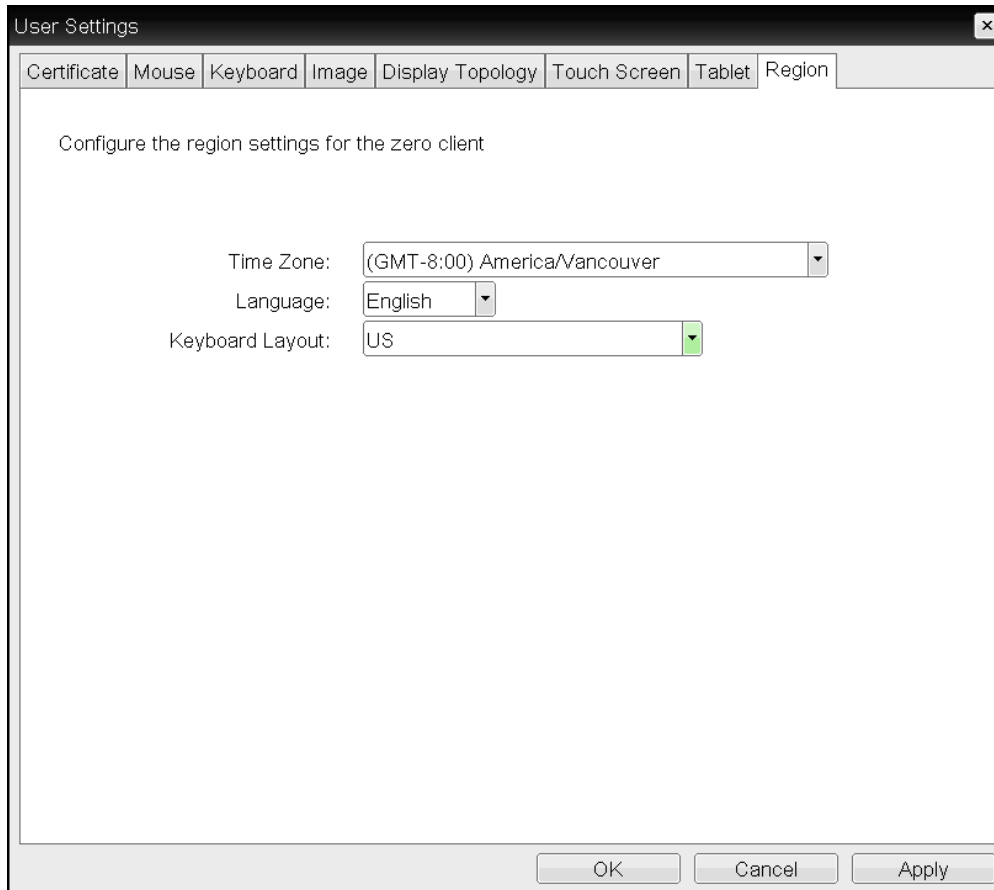 User Settings
Certificate Mouse Keyboard Image Display Topology Touch Screen Tablet Region
Configure the region settings for the zero client
Time Zone: (GMT-8:00) America/Vancouver
Language: English
Keyboard Layout: US
OK Cancel Apply